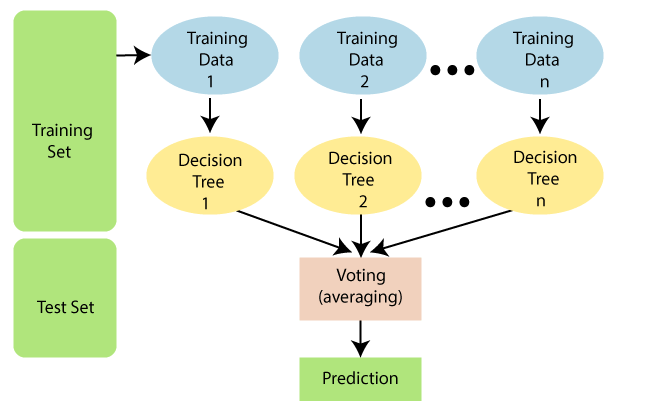 Training
Set
Training
Data
1
Training
Data
2
Training
Data
n
Decision
Tree
1
Decision
Tree
2
Decision
Tree
n
Test Set
Voting
(averaging)
Prediction